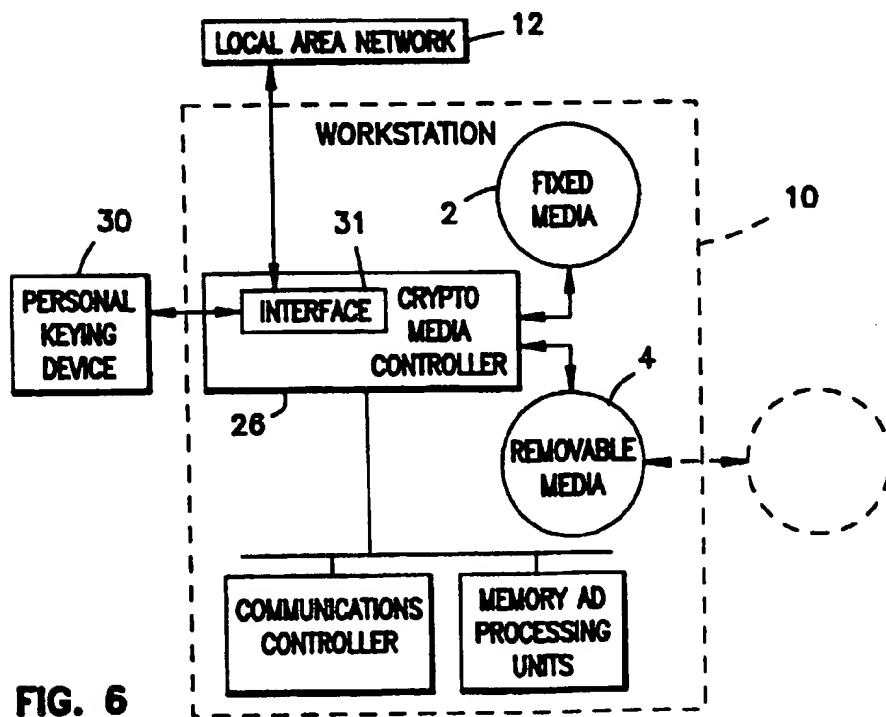 LOCAL AREA NETWORK
12
WORKSTATION
FIXED
MEDIA
2
10
30
31
PERSONAL
KEYING
DEVICE
INTERFACE
CRYPTO
MEDIA
CONTROLLER
26
4
REMOVABLE
MEDIA
COMMUNICATIONS
CONTROLLER
MEMORY AD
PROCESSING
UNITS
FIG. 6